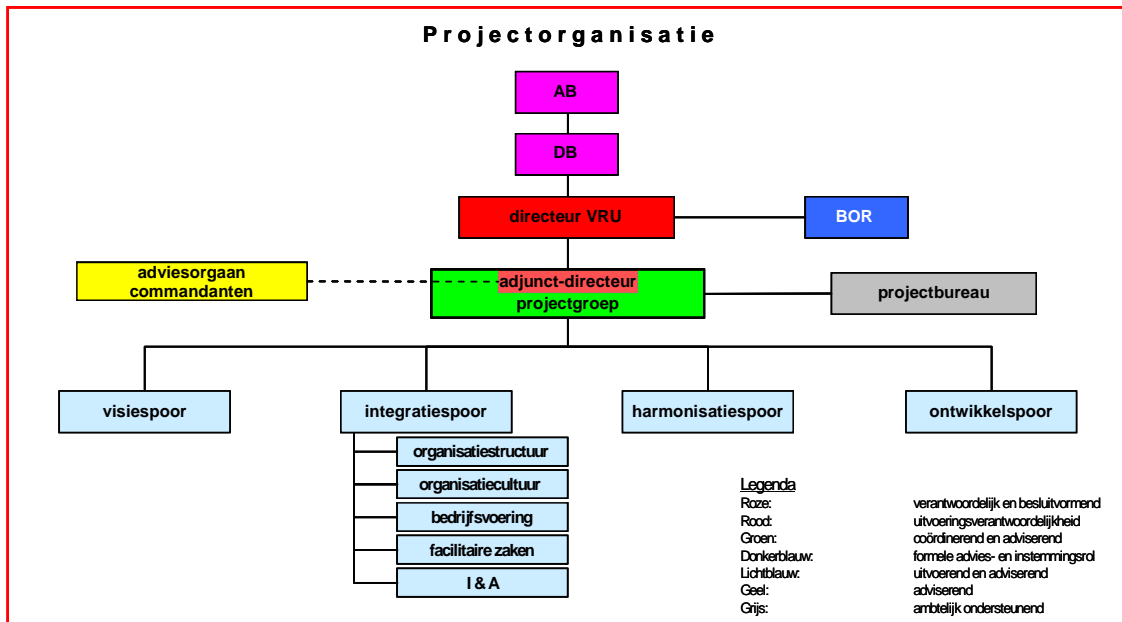 Projectorganisatie
AB
DB
directeur VRU
BOR
adviesorgaan
commandanten
adjunct-directeur
projectgroep
projectbureau
visiespoor
integratiespoor
harmonisatiespoor
ontwikkelspoor
organisatiestructuur
organisatiecultuur
bedrijfsvoering
facilitaire zaken
I & A
Legenda
Roze: verantwoordelijk en besluitvormend
Rood: uitvoeringsverantwoordelijkheid
Groen: coördinerend en adviserend
Donkerblauw: formele advies- en instemmingsrol
Lichtblauw: uitvoerend en adviserend
Geel: adviserend
Grijs: ambtelijk ondersteunend